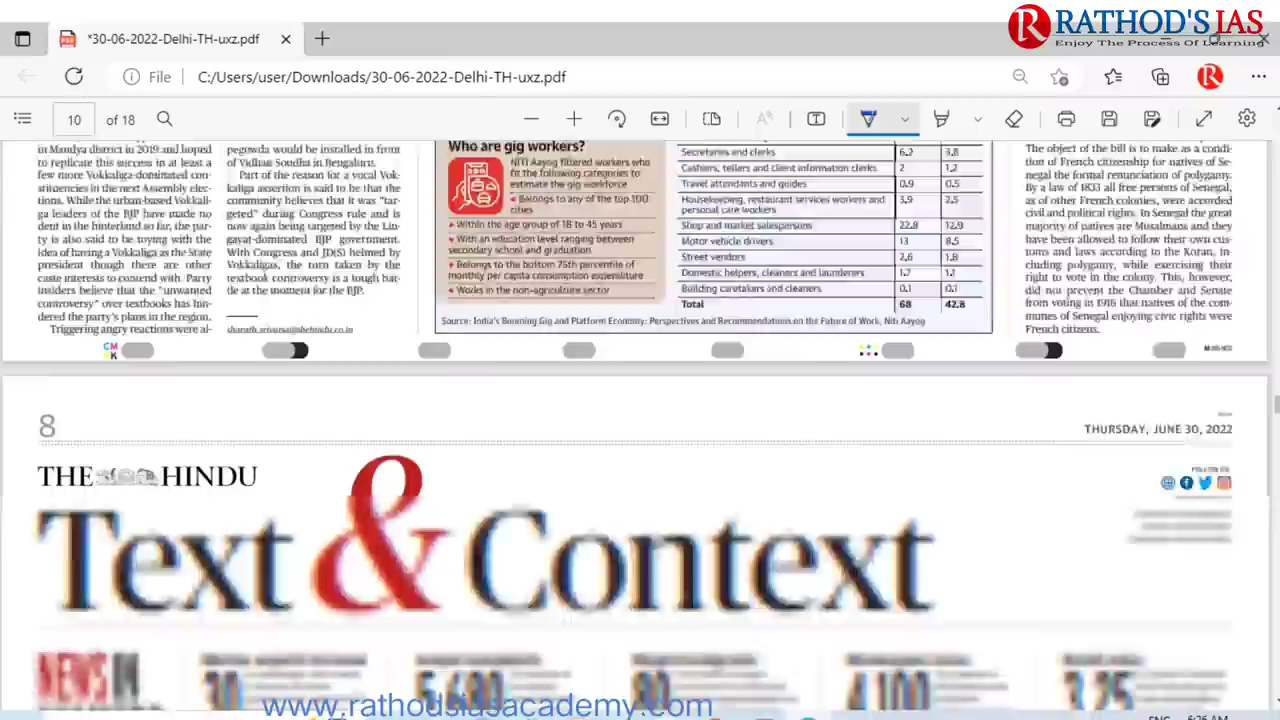 RATHOD'S IAS
Enjoy The Process Of Learning
*30-06-2022-Delhi-TH-uxz.pdf
File
C:/Users/user/Downloads/30-06-2022-Delhi-TH-uxz.pdf
10 of 18
in Mandya district in 2019 and hoped
to replicate this success in at least a
few more Vokkaliga-dominated con-
stituencies in the next Assembly elec-
tions. While the urban-based Vokkali-
ga leaders of the BJP have made no
dent in the hinterland so far, the par-
ty is also said to be toying with the
idea of having a Vokkaliga as the State
president though there are other
caste interests to contend with. Party
insiders believe that the "unwanted
controversy" over textbooks has hin-
dered the party's plans in the region.
Triggering angry reactions were al-
pegowda would be installed in front
of Vidhan Soudha in Bengaluru.
Part of the reason for a vocal Vok-
kaliga assertion is said to be that the
community believes that it was "tar-
geted" during Congress rule and is
now again being targeted by the Lin-
gayat-dominated BJP government.
With Congress and JD(S) helmed by
Vokkaligas, the turn taken by the
textbook controversy is a tough bat-
tle at the moment for the BJP.
sharath.srivatsa@thehindu.co.in
Who are gig workers?
NITI Aayog filtered workers who
fit the following categories to
estimate the gig workforce
Belongs to any of the top 100
cities
Within the age group of 18 to 45 years
With an education level ranging between
secondary school and graduation
Belongs to the bottom 75th percentile of
monthly per capita consumption expenditure
Works in the non-agriculture sector
Secretaries and clerks 6.2 3.8
Cashiers, tellers and client information clerks 2 1.2
Travel attendants and guides 0.9 0.5
Housekeeping, restaurant services workers and
personal care workers 3.9 2.5
Shop and market salespersons 22.8 12.9
Motor vehicle drivers 13 8.5
Street vendors 2.6 1.8
Domestic helpers, cleaners and launderers 1.7 1.1
Building caretakers and cleaners 0.1 0.1
Total 68 42.8
Source: India's Booming Gig and Platform Economy: Perspectives and Recommendations on the Future of Work, Niti Aayog
The object of the bill is to make as a condi-
tion of French citizenship for natives of Se-
negal the formal renunciation of polygamy.
By a law of 1833 all free persons of Senegal,
as of other French colonies, were accorded
civil and political rights. In Senegal the great
majority of natives are Musalmans and they
have been allowed to follow their own cus-
toms and laws according to the Koran, in-
cluding polygamy, while exercising their
right to vote in the colony. This, however,
did not prevent the Chamber and Senate
from voting in 1916 that natives of the com-
munes of Senegal enjoying civic rights were
French citizens.
CM
K
8
THURSDAY, JUNE 30, 2022
THE HINDU
Text & Context
NEWS IN
30
90
4,100
www.rathodsiasacademy.com
ENG 6:26 AM